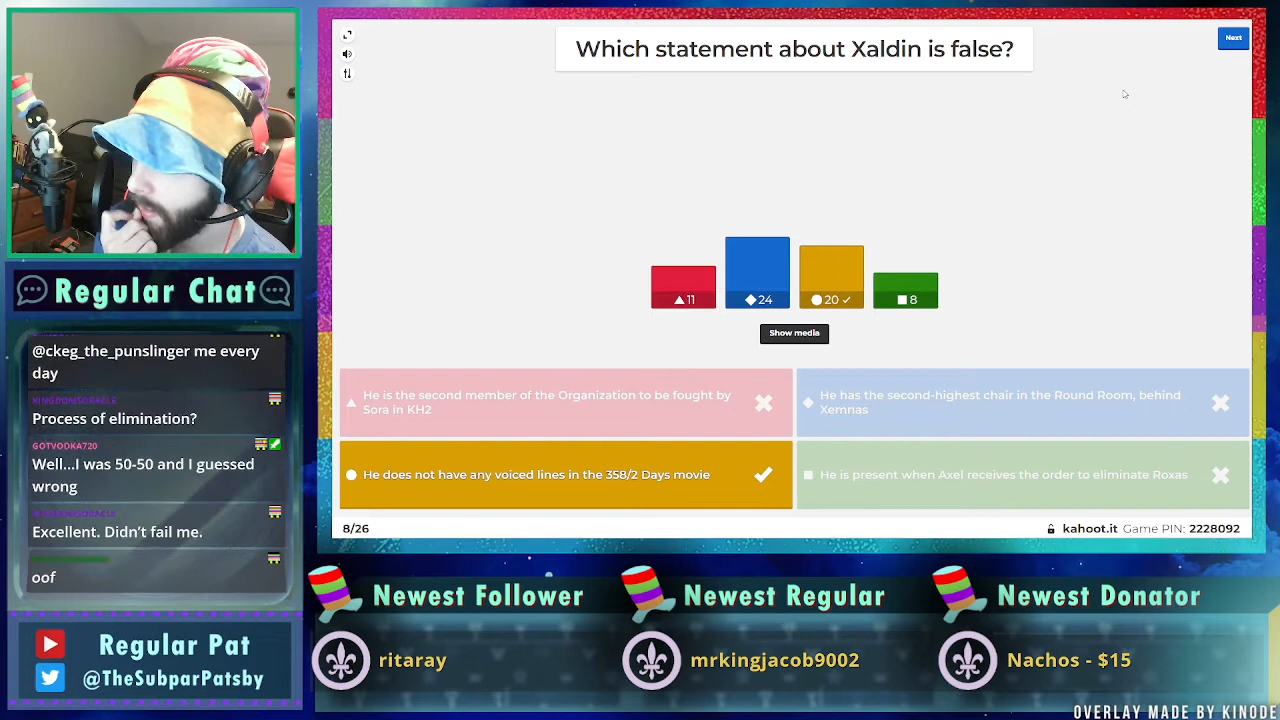 Which statement about Xaldin is false?
Next
11
24
20
8
Show media
He is the second member of the Organization to be fought by
Sora in KH2
He has the second-highest chair in the Round Room, behind
Xemnas
He does not have any voiced lines in the 358/2 Days movie
He is present when Axel receives the order to eliminate Roxas
8/26
kahoot.it Game PIN: 2228092
Regular Chat
@ckeg_the_punslinger me every
day
KINGDOMSORACLE
Process of elimination?
GOTVODKA720
Well...I was 50-50 and I guessed
wrong
Excellent. Didn't fail me.
oof
Regular Pat
@TheSubparPatsby
Newest Follower
ritaray
Newest Regular
mrkingjacob9002
Newest Donator
Nachos - $15
OVERLAY MADE BY KINODE